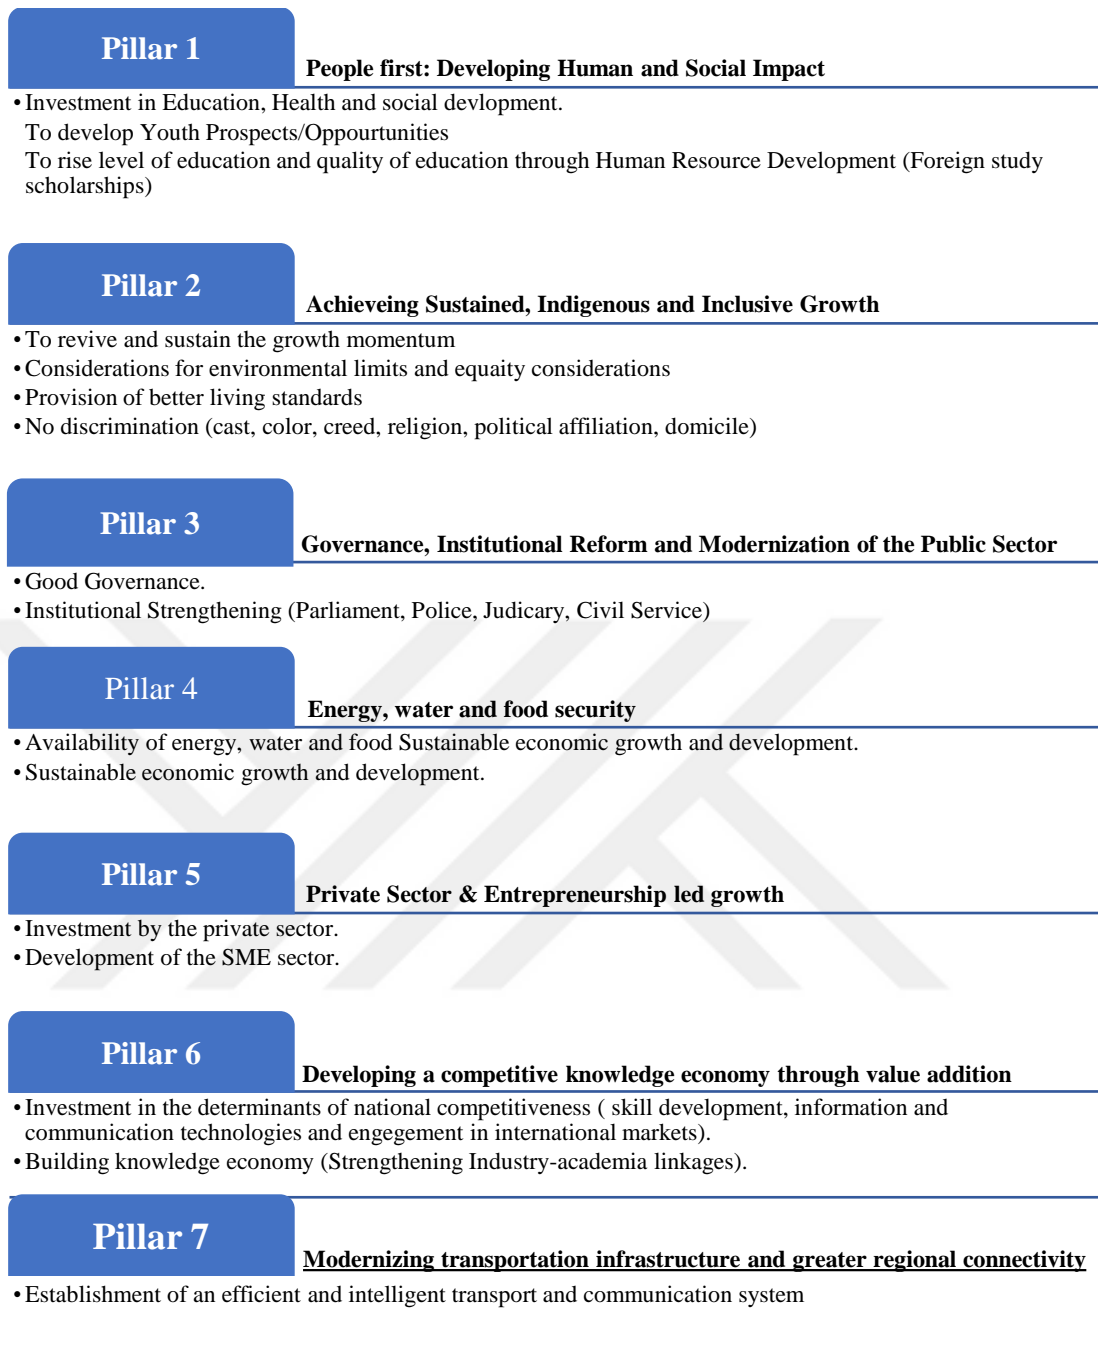 Pillar 1
People first: Developing Human and Social Impact
• Investment in Education, Health and social devlopment.
To develop Youth Prospects/Oppourtunities
To rise level of education and quality of education through Human Resource Development (Foreign study
scholarships)
Pillar 2
Achieveing Sustained, Indigenous and Inclusive Growth
• To revive and sustain the growth momentum
• Considerations for environmental limits and equaity considerations
• Provision of better living standards
• No discrimination (cast, color, creed, religion, political affiliation, domicile)
Pillar 3
Governance, Institutional Reform and Modernization of the Public Sector
• Good Governance.
• Institutional Strengthening (Parliament, Police, Judicary, Civil Service)
Pillar 4
Energy, water and food security
• Availability of energy, water and food Sustainable economic growth and development.
• Sustainable economic growth and development.
Pillar 5
Private Sector & Entrepreneurship led growth
• Investment by the private sector.
• Development of the SME sector.
Pillar 6
Developing a competitive knowledge economy through value addition
• Investment in the determinants of national competitiveness ( skill development, information and
communication technologies and engegement in international markets).
• Building knowledge economy (Strengthening Industry-academia linkages).
Pillar 7
Modernizing transportation infrastructure and greater regional connectivity
• Establishment of an efficient and intelligent transport and communication system